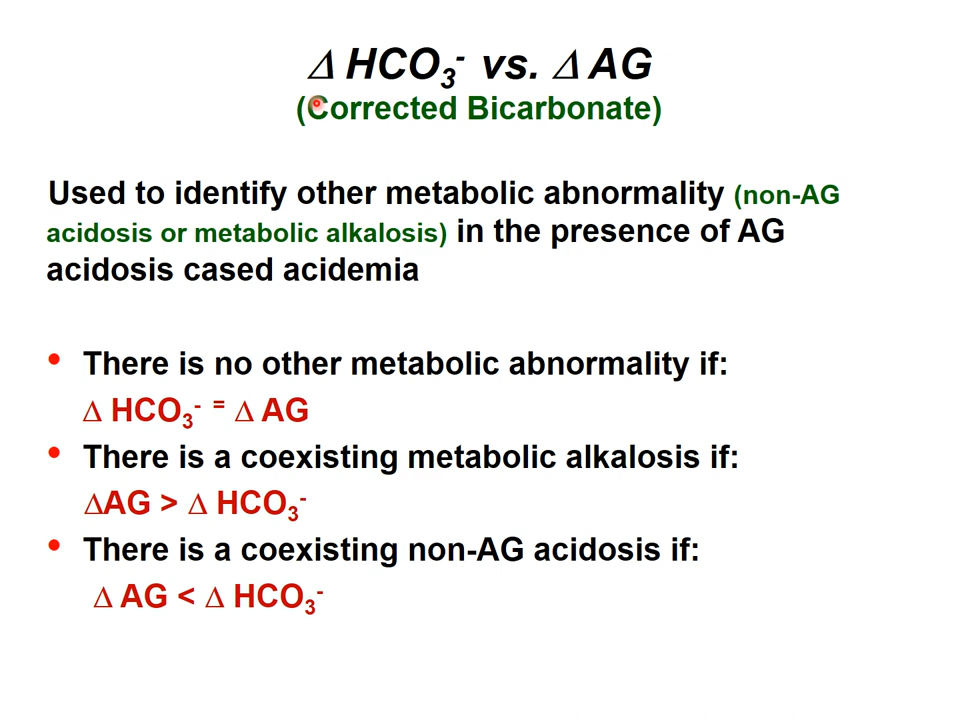 Δ HCO₃⁻ vs. Δ AG
(Corrected Bicarbonate)
Used to identify other metabolic abnormality (non-AG
acidosis or metabolic alkalosis) in the presence of AG
acidosis cased acidemia
• There is no other metabolic abnormality if:
Δ HCO₃⁻ ⁼ Δ AG
• There is a coexisting metabolic alkalosis if:
ΔAG > Δ HCO₃⁻
• There is a coexisting non-AG acidosis if:
Δ AG < Δ HCO₃⁻